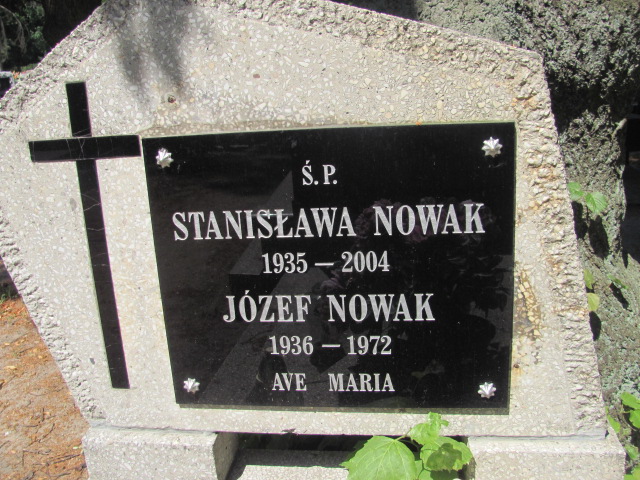 Ś.P.
STANISŁAWA NOWAK
1935 – 2004
JÓZEF NOWAK
1936 – 1972
AVE MARIA